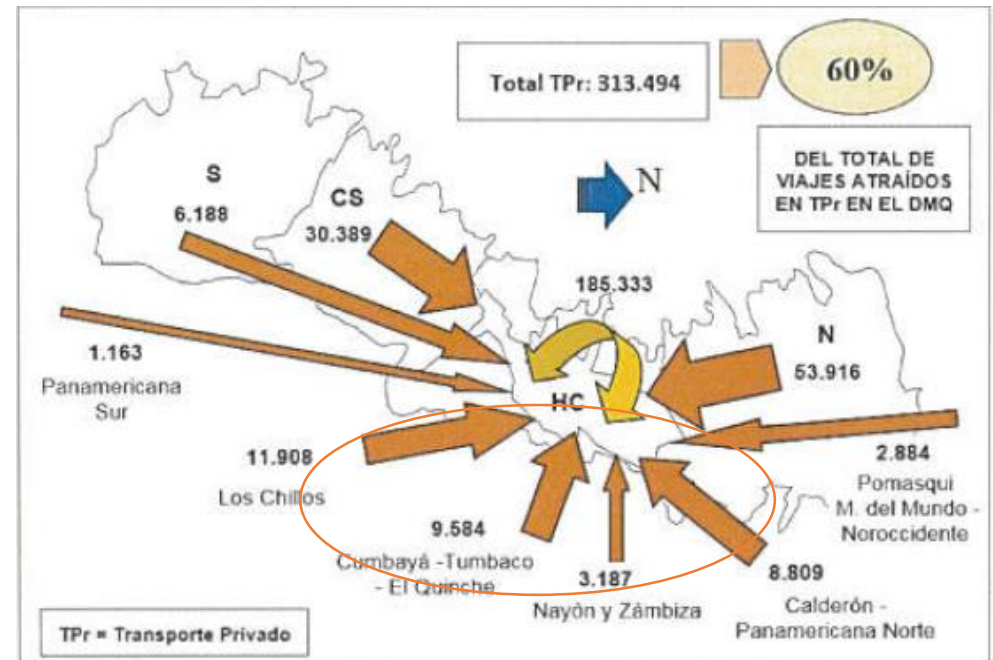 Total TPr: 313.494
60%
DEL TOTAL DE
VIAJES ATRAÍDOS
EN TPr EN EL DMQ
N
S
6.188
CS
30.389
185.333
N
53.916
HC
1.163
Panamericana
Sur
11.908
Los Chillos
9.584
Cumbayá -Tumbaco
- El Quinche
3.187
Nayón y Zámbiza
8.809
Calderón -
Panamericana Norte
2.884
Pomasqui
M. del Mundo -
Noroccidente
TPr = Transporte Privado